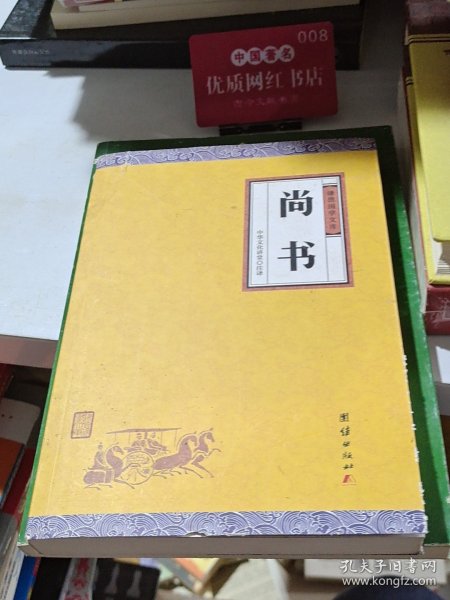 008
中国著名
优质网红书店
尚书
谦德国学文库
中华文化讲堂◎注译
团结出版社
孔夫子旧书网
www.kongfz.com